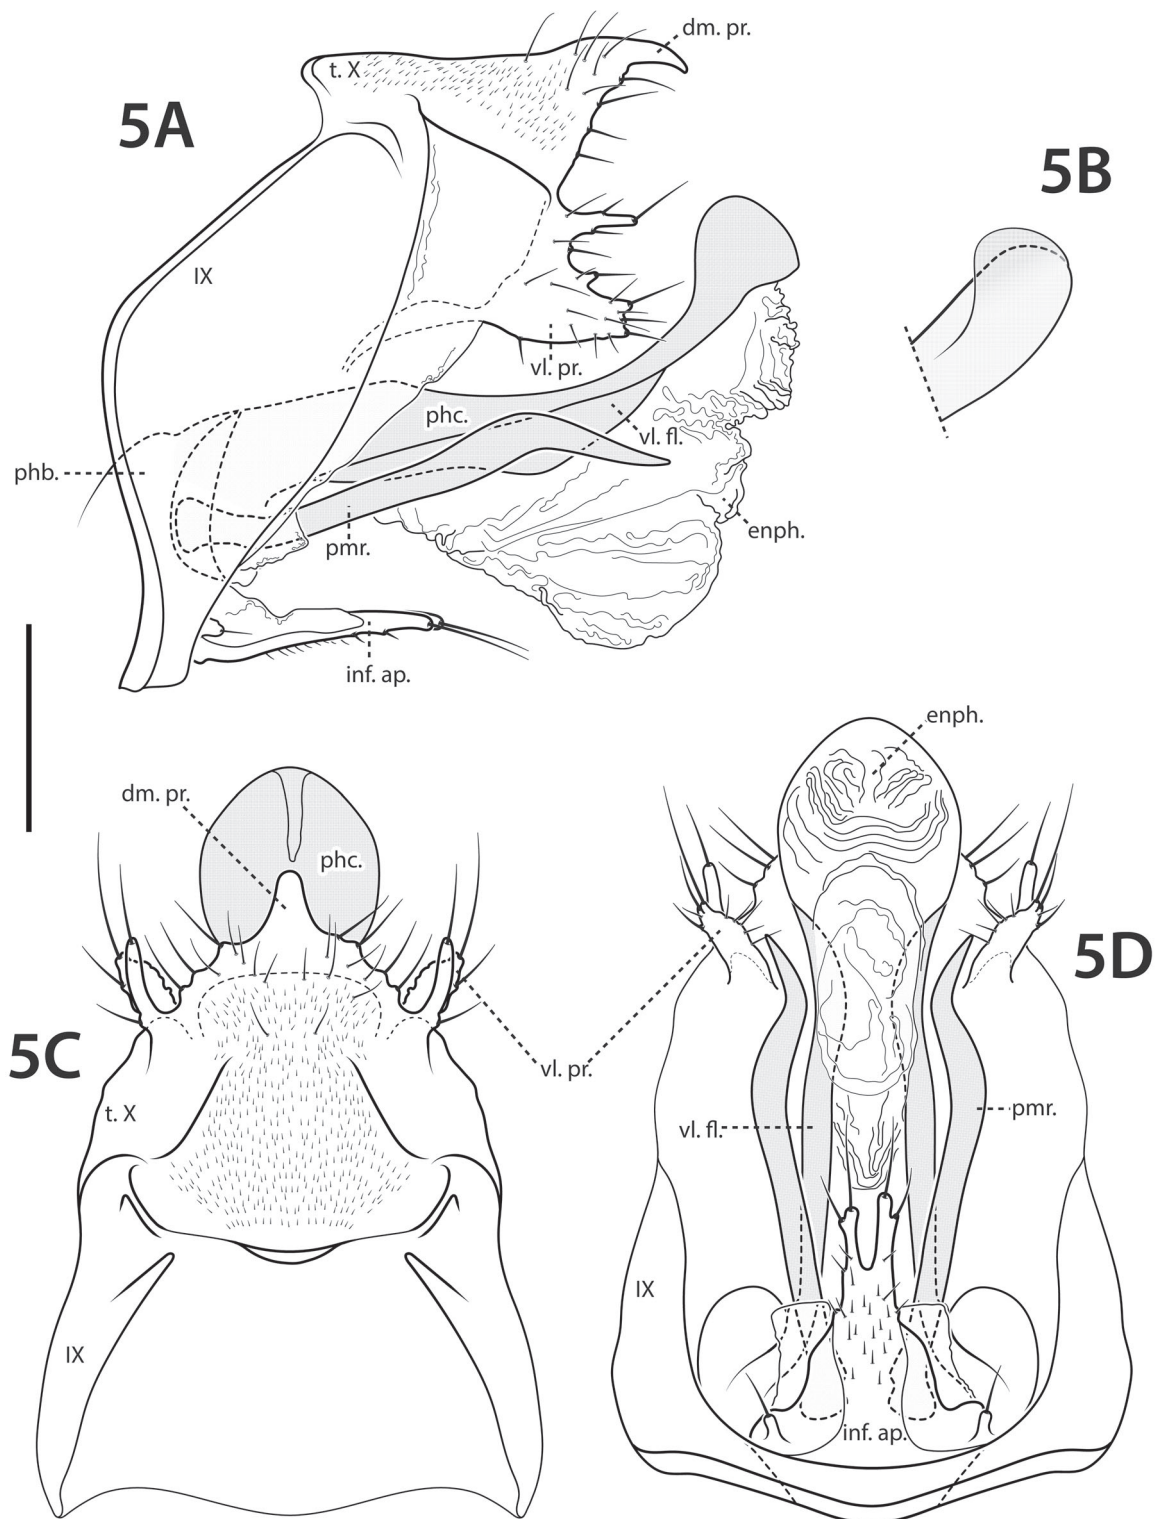 dm. pr.
t. X
5A
5B
IX
vl. pr.
phc.
vl. fl.
phb.
enph.
pmr.
inf. ap.
enph.
dm. pr.
phc.
5D
5C
vl. pr.
t. X
pmr.
vl. fl.
IX
IX
inf. ap.